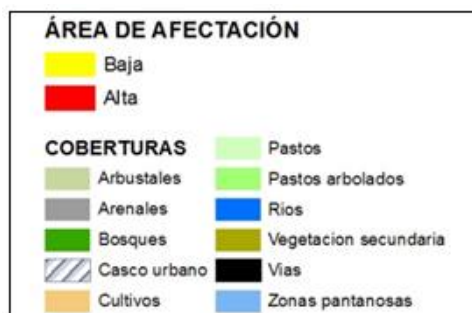 ÁREA DE AFECTACIÓN
Baja
Alta
COBERTURAS
Arbustales
Arenales
Bosques
Casco urbano
Cultivos
Pastos
Pastos arbolados
Rios
Vegetacion secundaria
Vias
Zonas pantanosas